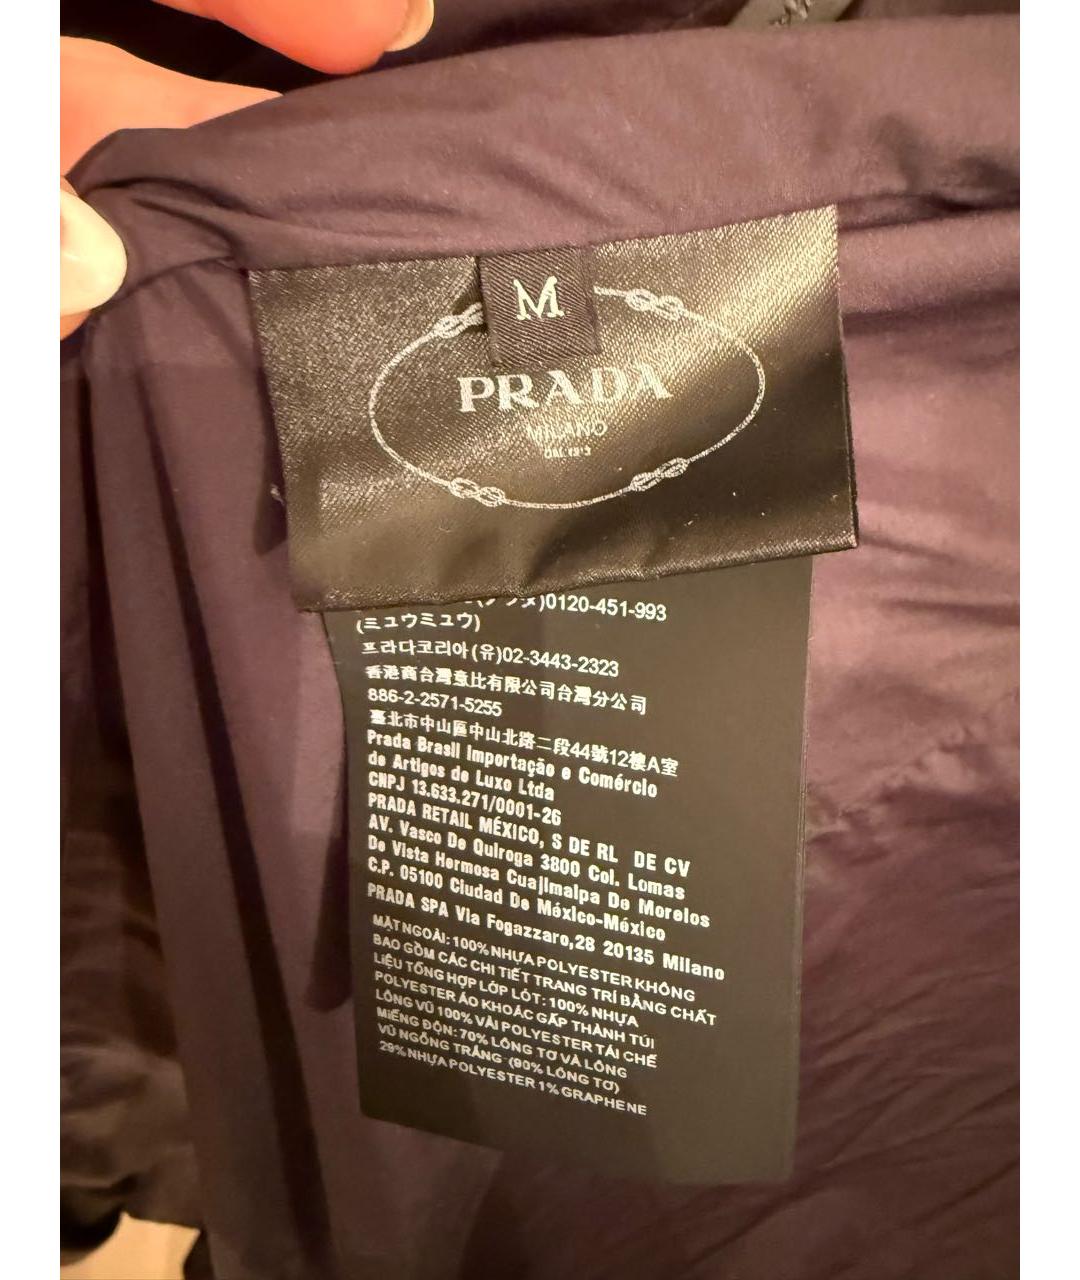 M
PRADA
MILANO
)0120-451-993
(ミュウミュウ)
프라다코리아(유)02-3443-2323
香港商台灣意比有限公司台灣分公司
886-2-2571-5255
臺北市中山區中山北路二段44號12樓A室
Prada Brasil Importação e Comércio
de Artigos de Luxo Ltda
CNPJ 13.633.271/0001-26
PRADA RETAIL MÉXICO, S DE RL DE CV
AV. Vasco De Quiroga 3800 Col. Lomas
De Vista Hermosa Cuajimalpa De Morelos
C.P. 05100 Ciudad De México-México
PRADA SPA Via Fogazzaro,28 20135 Milano
MẶT NGOÀI: 100% NHỰA POLYESTER KHÔNG
BAO GỒM CÁC CHI TIẾT TRANG TRÍ BẰNG CHẤT
LIỆU TỔNG HỢP LỚP LÓT: 100% NHỰA
POLYESTER ÁO KHOÁC GẤP THÀNH TÚI
LÔNG VŨ 100% VẢI POLYESTER TÁI CHẾ
MIẾNG ĐỘN: 70% LÔNG TƠ VÀ LÔNG
VŨ NGỖNG TRẮNG (90% LÔNG TƠ)
29% NHỰA POLYESTER 1% GRAPHENE